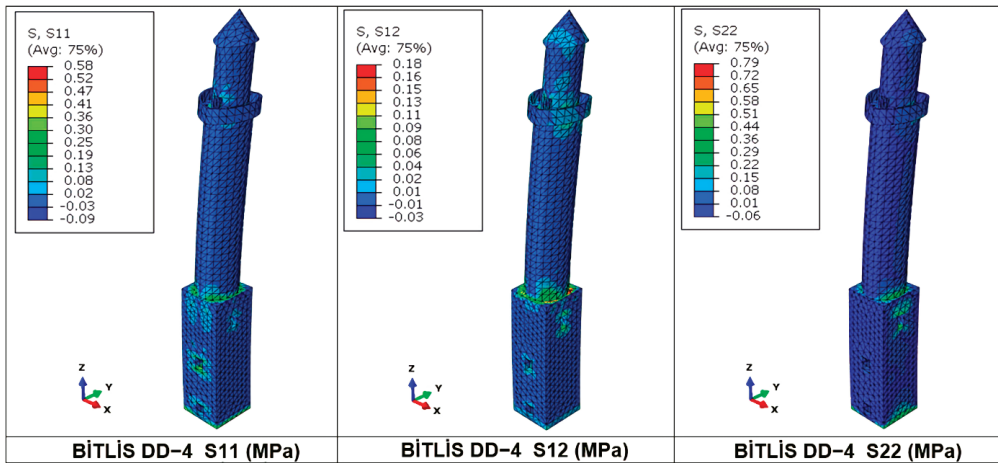 S, S11
(Avg: 75%)
0.58
0.52
0.47
0.41
0.36
0.30
0.25
0.19
0.13
0.08
0.02
-0.03
-0.09
Z
Y
X
BİTLİS DD-4 S11 (MPa)
S, S12
(Avg: 75%)
0.18
0.16
0.15
0.13
0.11
0.09
0.08
0.06
0.04
0.02
0.01
-0.01
-0.03
Z
Y
X
BİTLİS DD-4 S12 (MPa)
S, S22
(Avg: 75%)
0.79
0.72
0.65
0.58
0.51
0.44
0.36
0.29
0.22
0.15
0.08
0.01
-0.06
Z
Y
X
BİTLİS DD-4 S22 (MPa)